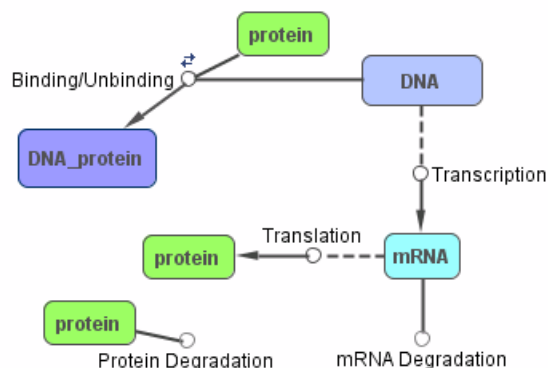 protein
Binding/Unbinding
DNA
DNA_protein
Transcription
Translation
protein
mRNA
protein
Protein Degradation
mRNA Degradation